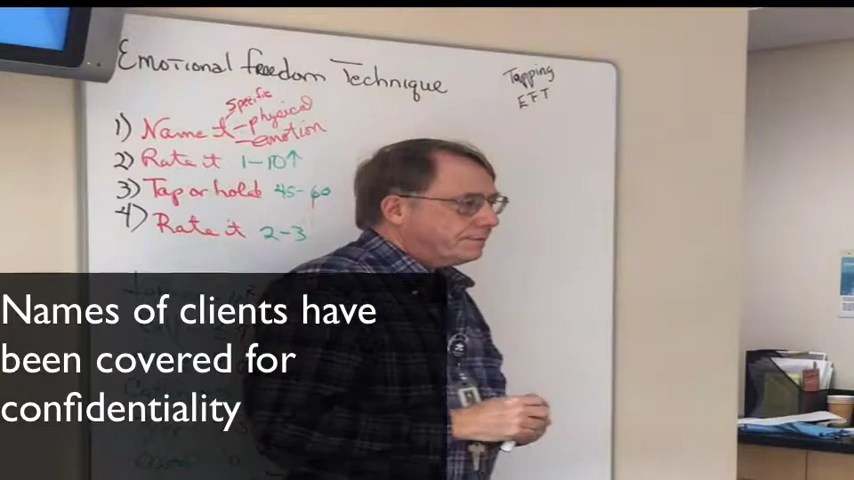 Emotional freedom Technique
Tapping
EFT
specific
1) Name it - physical
- emotion
2) Rate it 1-10↑
3) Tap or hold 45-60
4) Rate it 2-3
Names of clients have
been covered for
confidentiality